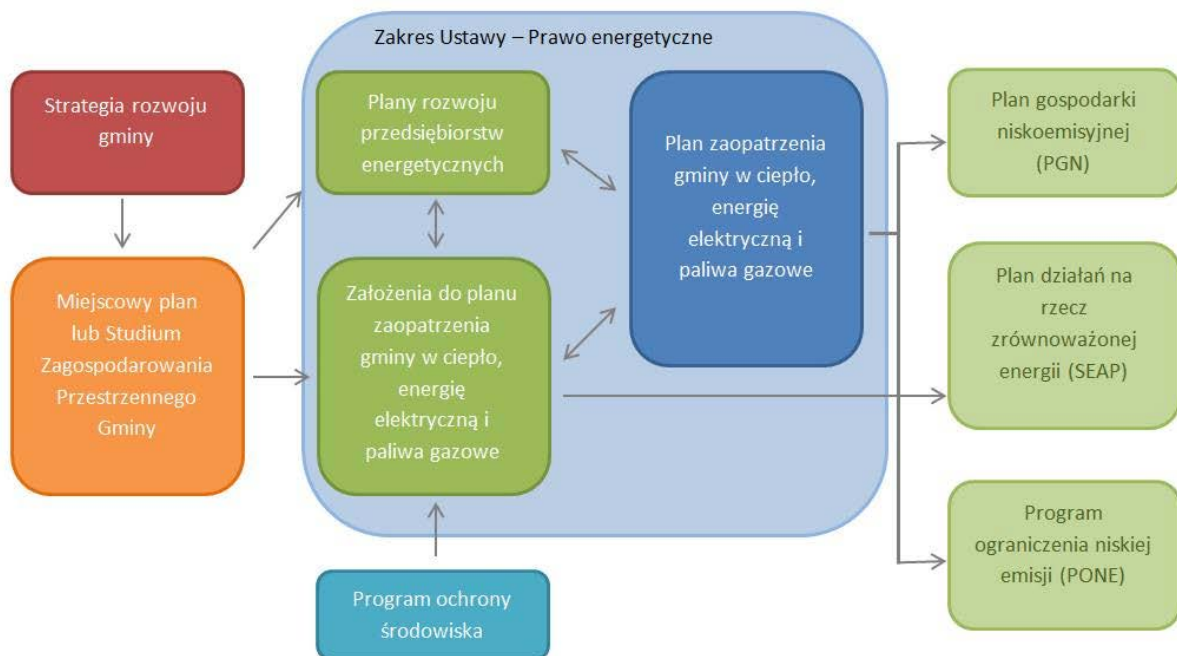 Zakres Ustawy – Prawo energetyczne
Strategia rozwoju
gminy
Plany rozwoju
przedsiębiorstw
energetycznych
Plan zaopatrzenia
gminy w ciepło,
energię
elektryczną i
paliwa gazowe
Plan gospodarki
niskoemisyjnej
(PGN)
Miejscowy plan
lub Studium
Zagospodarowania
Przestrzennego
Gminy
Założenia do planu
zaopatrzenia
gminy w ciepło,
energię
elektryczną i
paliwa gazowe
Plan działań na
rzecz
zrównoważonej
energii (SEAP)
Program ochrony
środowiska
Program
ograniczenia niskiej
emisji (PONE)